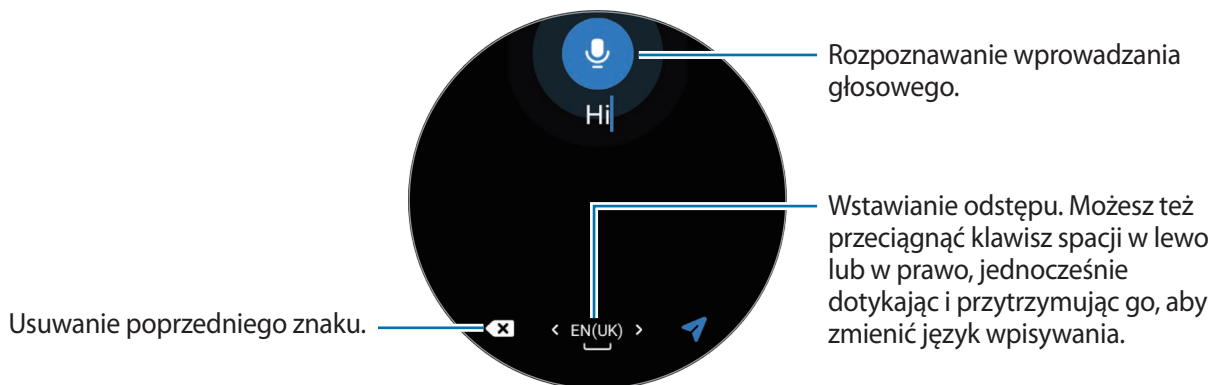 Rozpoznawanie wprowadzania
głosowego.
Hi
Wstawianie odstępu. Możesz też
przeciągnąć klawisz spacji w lewo
lub w prawo, jednocześnie
dotykając i przytrzymując go, aby
zmienić język wpisywania.
Usuwanie poprzedniego znaku.
< EN(UK) >